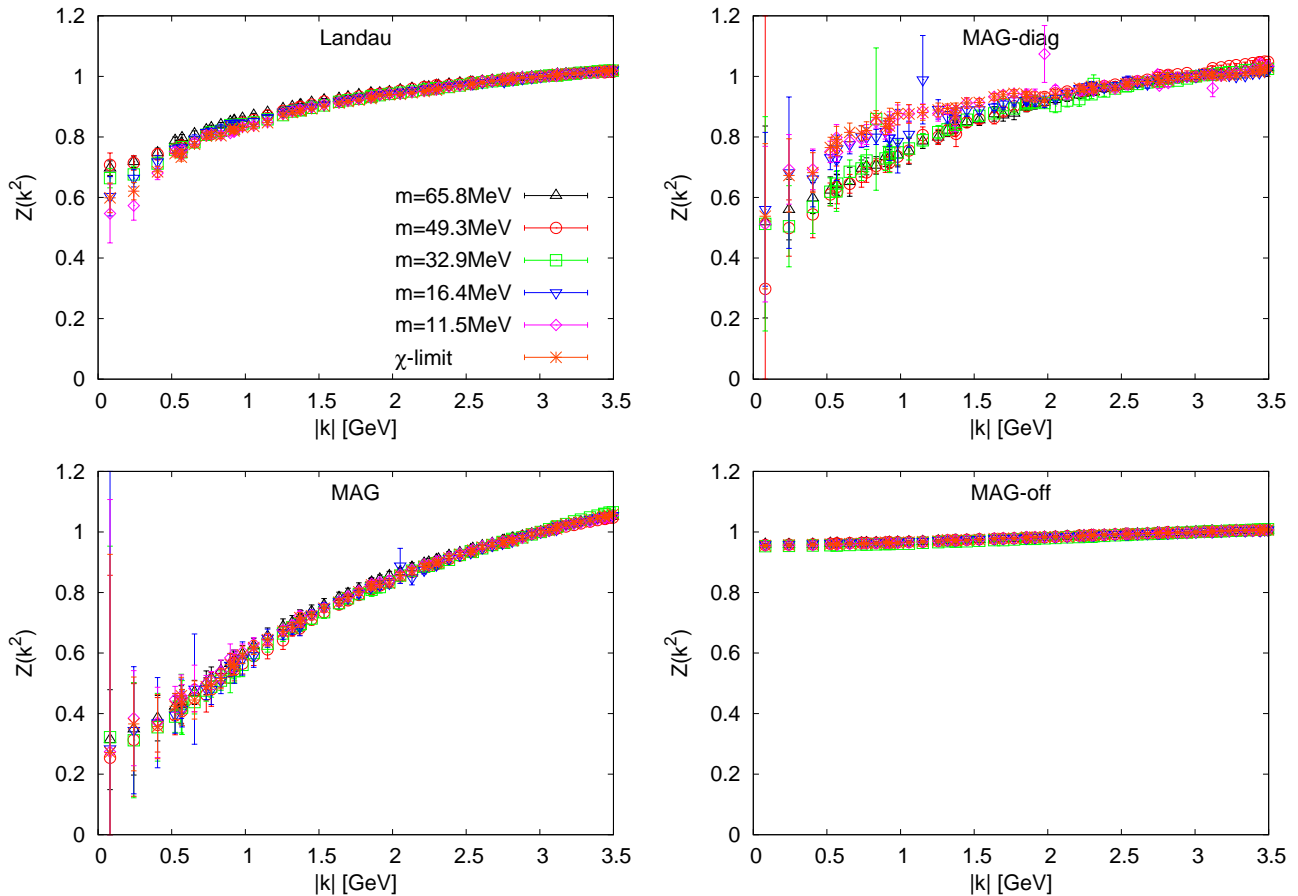 1.2
1
0.8
0.6
0.4
0.2
0
Z(k²)
Landau
m=65.8MeV
m=49.3MeV
m=32.9MeV
m=16.4MeV
m=11.5MeV
χ-limit
0 0.5 1 1.5 2 2.5 3 3.5
|k| [GeV]
1.2
1
0.8
0.6
0.4
0.2
0
Z(k²)
MAG-diag
0 0.5 1 1.5 2 2.5 3 3.5
|k| [GeV]
1.2
1
0.8
0.6
0.4
0.2
0
Z(k²)
MAG
0 0.5 1 1.5 2 2.5 3 3.5
|k| [GeV]
1.2
1
0.8
0.6
0.4
0.2
0
Z(k²)
MAG-off
0 0.5 1 1.5 2 2.5 3 3.5
|k| [GeV]